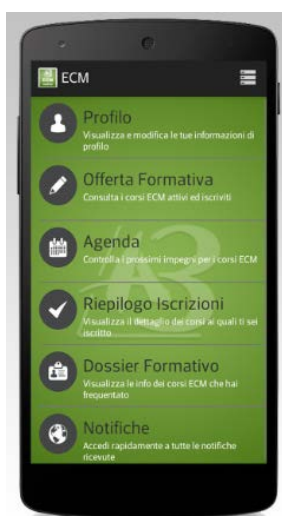 ECM
Profilo
Visualizza e modifica le tue informazioni di
profilo
Offerta Formativa
Consulta i corsi ECM attivi ed iscriviti
Agenda
Controlla i prossimi impegni per i corsi ECM
Riepilogo Iscrizioni
Visualizza il dettaglio dei corsi ai quali ti sei
iscritto
Dossier Formativo
Visualizza le info dei corsi ECM che hai
frequentato
Notifiche
Accedi rapidamente a tutte le notifiche
ricevute